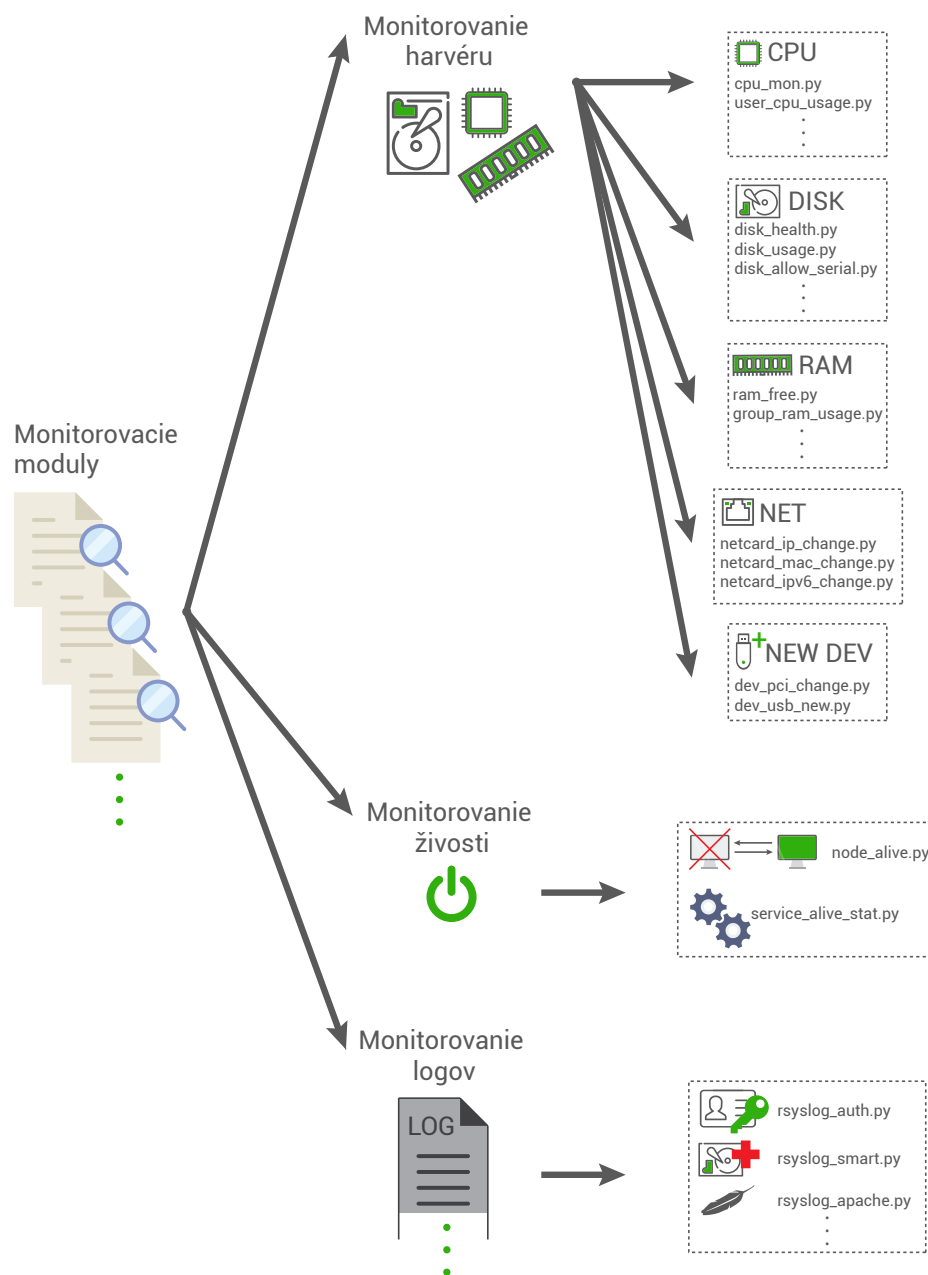 Monitorovacie
moduly
Monitorovanie
harvéru
CPU
cpu_mon.py
user_cpu_usage.py
DISK
disk_health.py
disk_usage.py
disk_allow_serial.py
RAM
ram_free.py
group_ram_usage.py
NET
netcard_ip_change.py
netcard_mac_change.py
netcard_ipv6_change.py
NEW DEV
dev_pci_change.py
dev_usb_new.py
Monitorovanie
živosti
node_alive.py
service_alive_stat.py
Monitorovanie
logov
LOG
rsyslog_auth.py
rsyslog_smart.py
rsyslog_apache.py